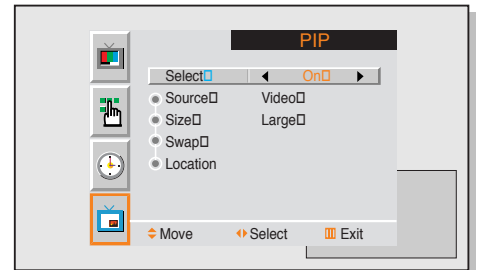 PIP
Select On
Source Video
Size Large
Swap
Location
Move Select Exit